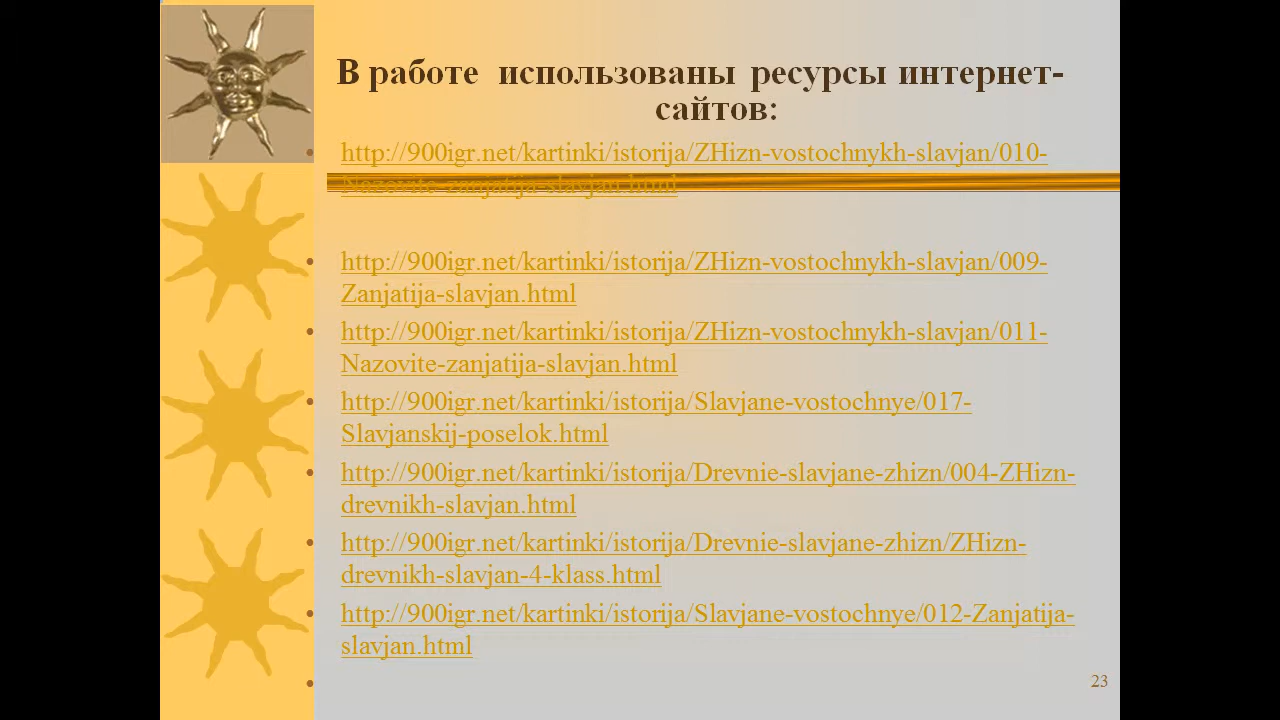 В работе использованы ресурсы интернет-
сайтов:
http://900igr.net/kartinki/istorija/ZHizn-vostochnykh-slavjan/010-
Nazovite-zanjatija-slavjan.html
http://900igr.net/kartinki/istorija/ZHizn-vostochnykh-slavjan/009-
Zanjatija-slavjan.html
http://900igr.net/kartinki/istorija/ZHizn-vostochnykh-slavjan/011-
Nazovite-zanjatija-slavjan.html
http://900igr.net/kartinki/istorija/Slavjane-vostochnye/017-
Slavjanskij-poselok.html
http://900igr.net/kartinki/istorija/Drevnie-slavjane-zhizn/004-ZHizn-
drevnikh-slavjan.html
http://900igr.net/kartinki/istorija/Drevnie-slavjane-zhizn/ZHizn-
drevnikh-slavjan-4-klass.html
http://900igr.net/kartinki/istorija/Slavjane-vostochnye/012-Zanjatija-
slavjan.html
23